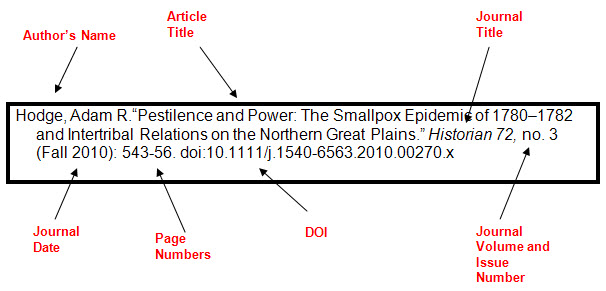 Author's Name
Article
Title
Journal
Title
Hodge, Adam R.“Pestilence and Power: The Smallpox Epidemic of 1780–1782
and Intertribal Relations on the Northern Great Plains.” Historian 72, no. 3
(Fall 2010): 543-56. doi:10.1111/j.1540-6563.2010.00270.x
Journal
Date
Page
Numbers
DOI
Journal
Volume and
Issue
Number